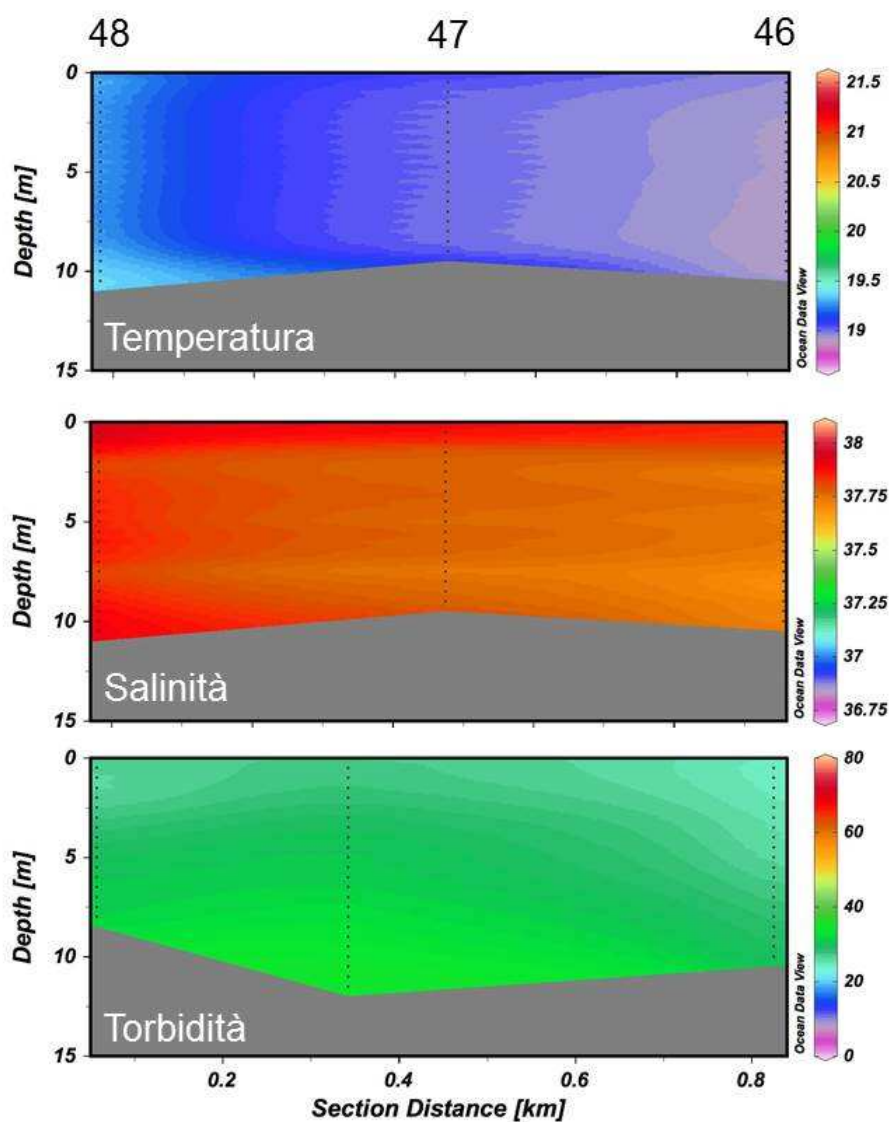 48 47 46
0
5
10
15
Depth [m]
Temperatura
21.5
21
20.5
20
19.5
19
Ocean Data View
0
5
10
15
Depth [m]
Salinità
38
37.75
37.5
37.25
37
36.75
Ocean Data View
0
5
10
15
Depth [m]
Torbidità
80
60
40
20
0
Ocean Data View
0.2 0.4 0.6 0.8
Section Distance [km]